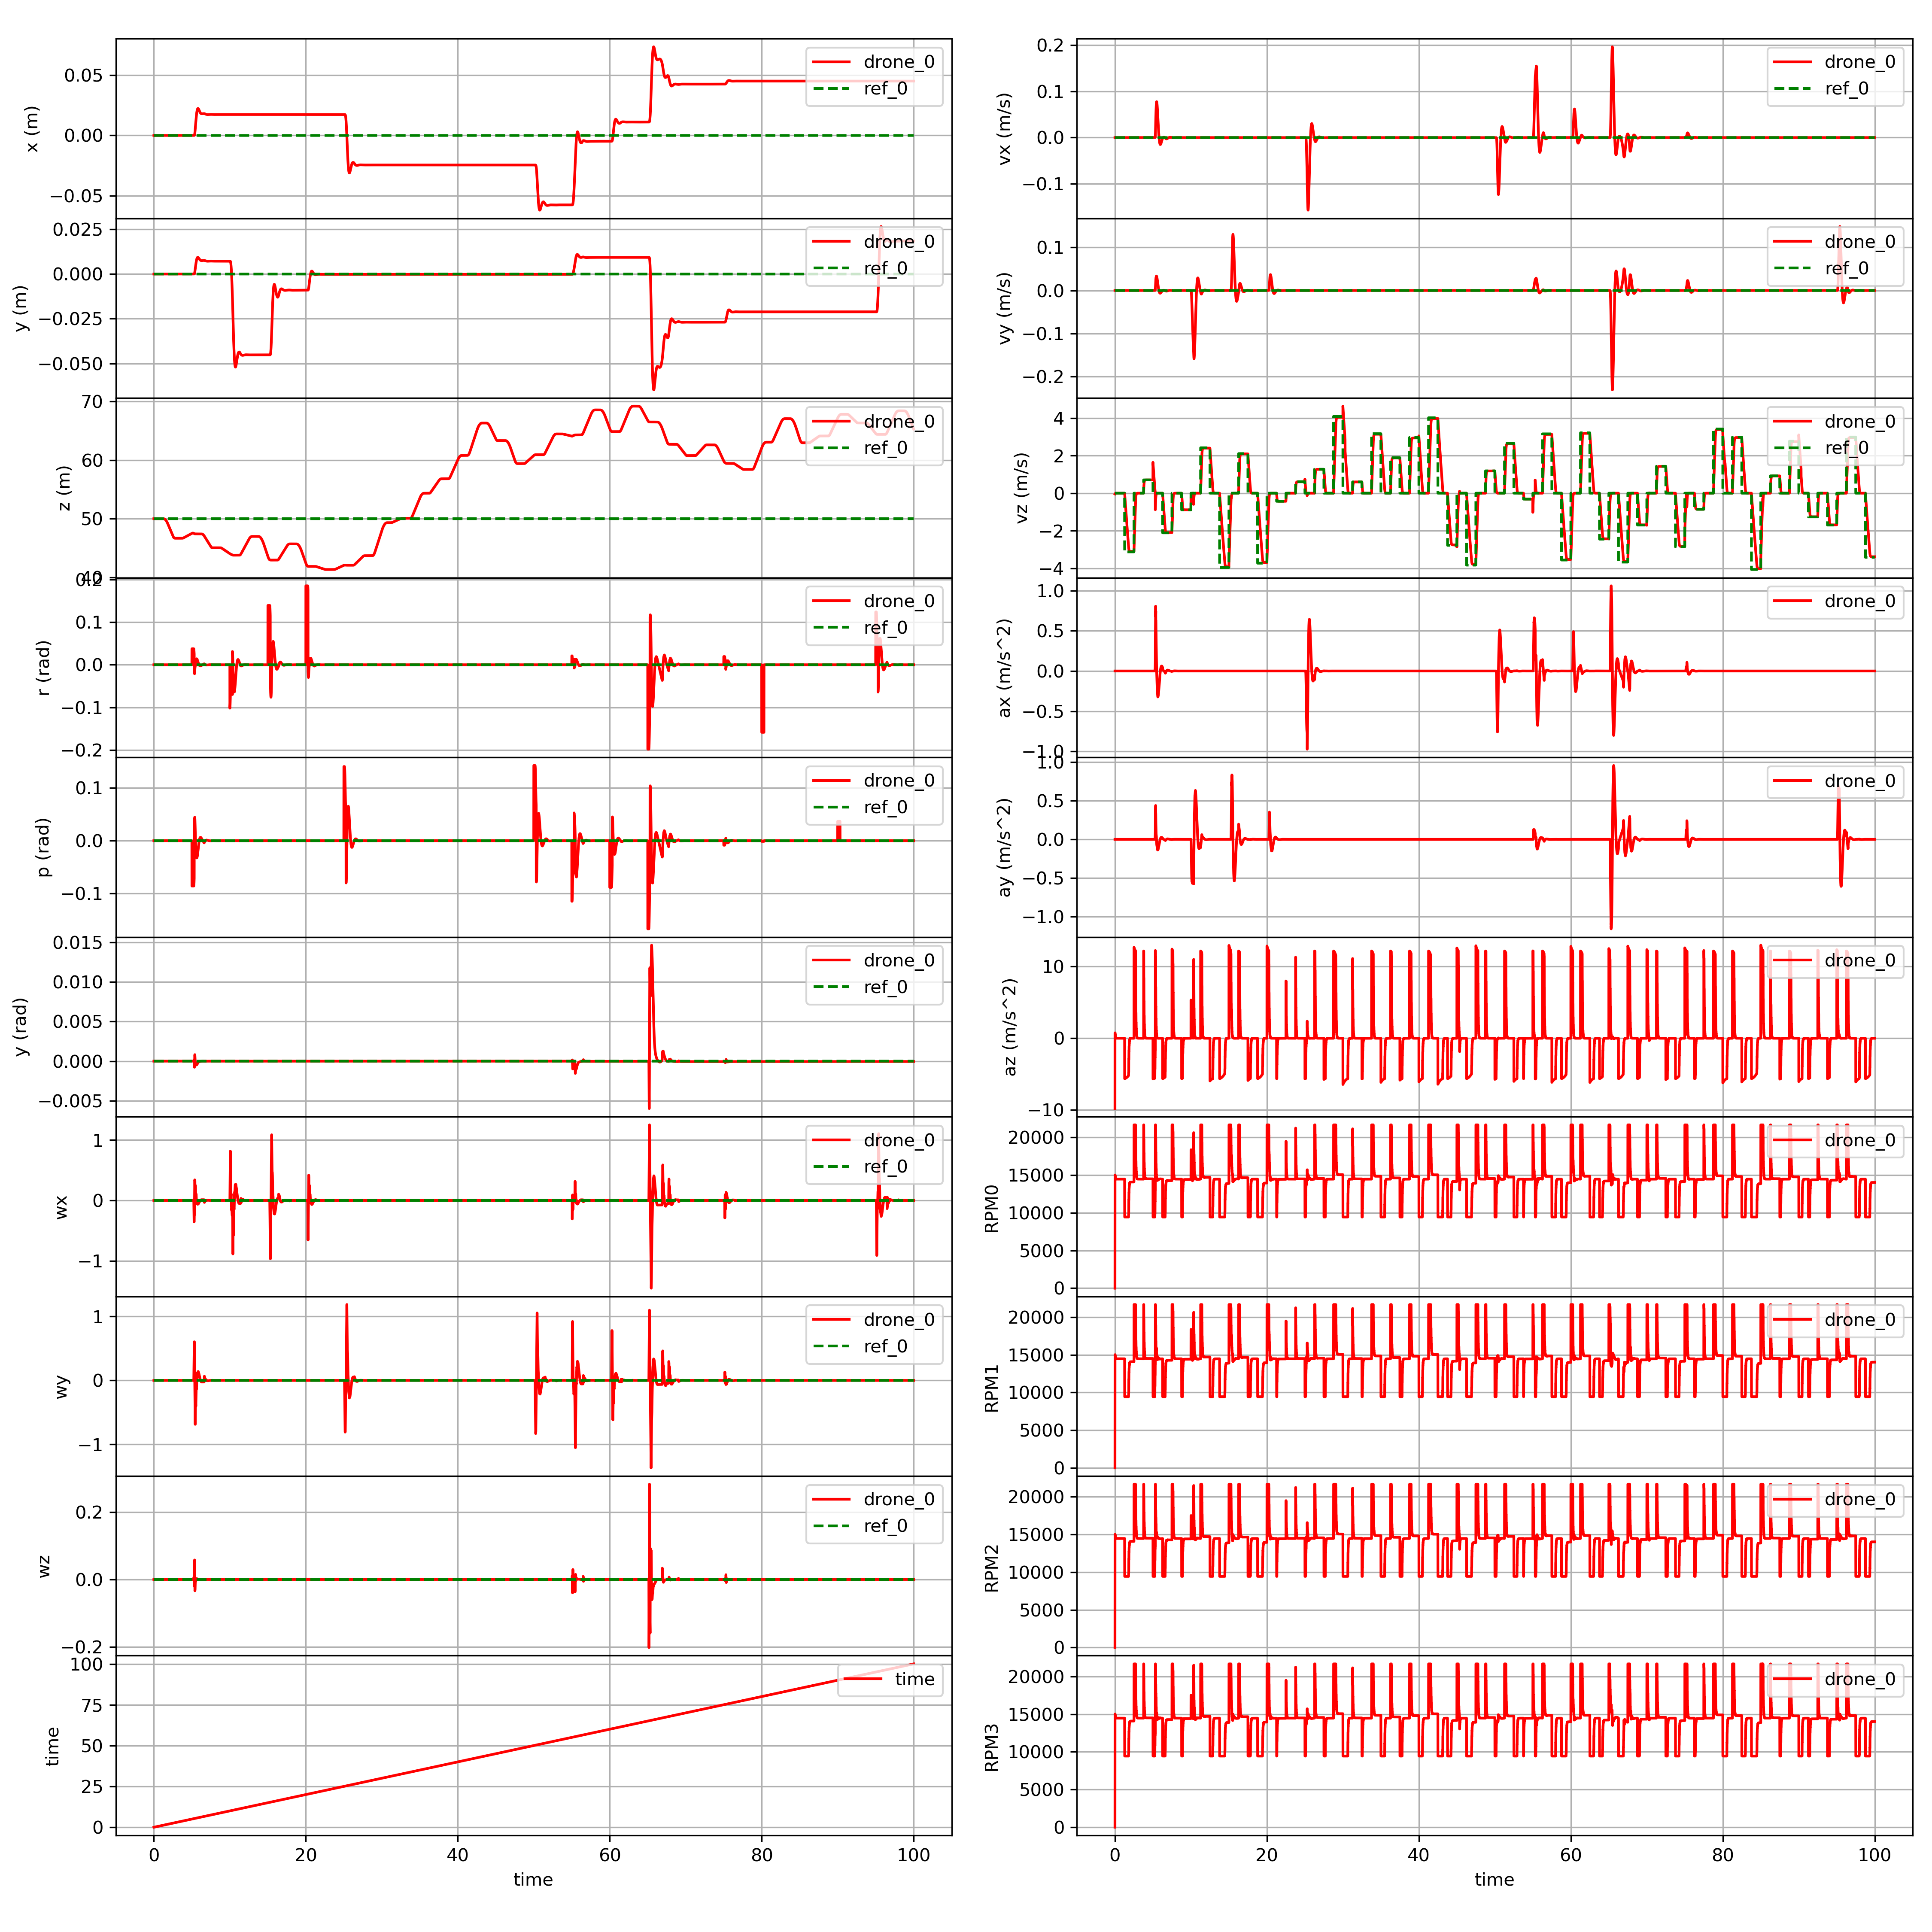 x (m)
0.05
0.00
−0.05
drone_0
ref_0
y (m)
0.025
0.000
−0.025
−0.050
drone_0
ref_0
z (m)
70
60
50
40
drone_0
ref_0
r (rad)
0.2
0.1
0.0
−0.1
−0.2
drone_0
ref_0
p (rad)
0.1
0.0
−0.1
drone_0
ref_0
y (rad)
0.015
0.010
0.005
0.000
−0.005
drone_0
ref_0
wx
1
0
−1
drone_0
ref_0
wy
1
0
−1
drone_0
ref_0
wz
0.2
0.0
−0.2
drone_0
ref_0
time
100
75
50
25
0
time
0 20 40 60 80 100
time
vx (m/s)
0.2
0.1
0.0
−0.1
drone_0
ref_0
vy (m/s)
0.1
0.0
−0.1
−0.2
drone_0
ref_0
vz (m/s)
4
2
0
−2
−4
drone_0
ref_0
ax (m/s^2)
1.0
0.5
0.0
−0.5
−1.0
drone_0
ay (m/s^2)
1.0
0.5
0.0
−0.5
−1.0
drone_0
az (m/s^2)
10
0
−10
drone_0
RPM0
20000
15000
10000
5000
0
drone_0
RPM1
20000
15000
10000
5000
0
drone_0
RPM2
20000
15000
10000
5000
0
drone_0
RPM3
20000
15000
10000
5000
0
drone_0
0 20 40 60 80 100
time